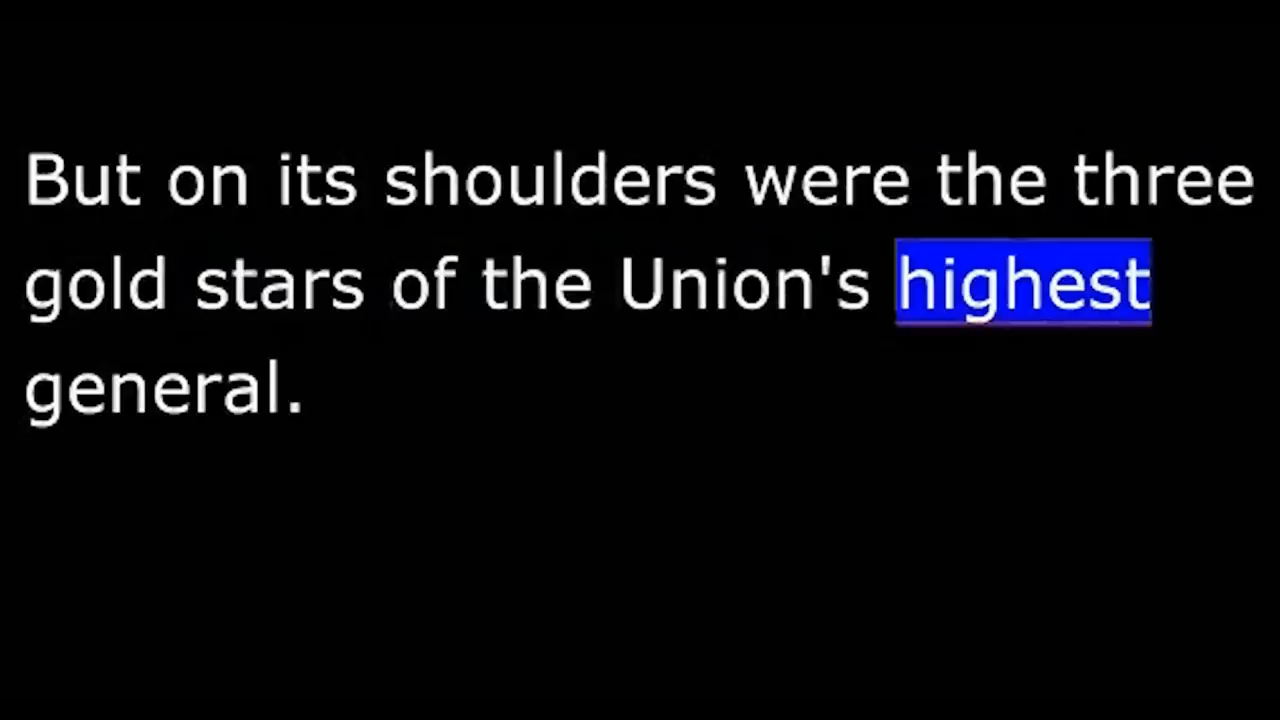 But on its shoulders were the three
gold stars of the Union's highest
general.